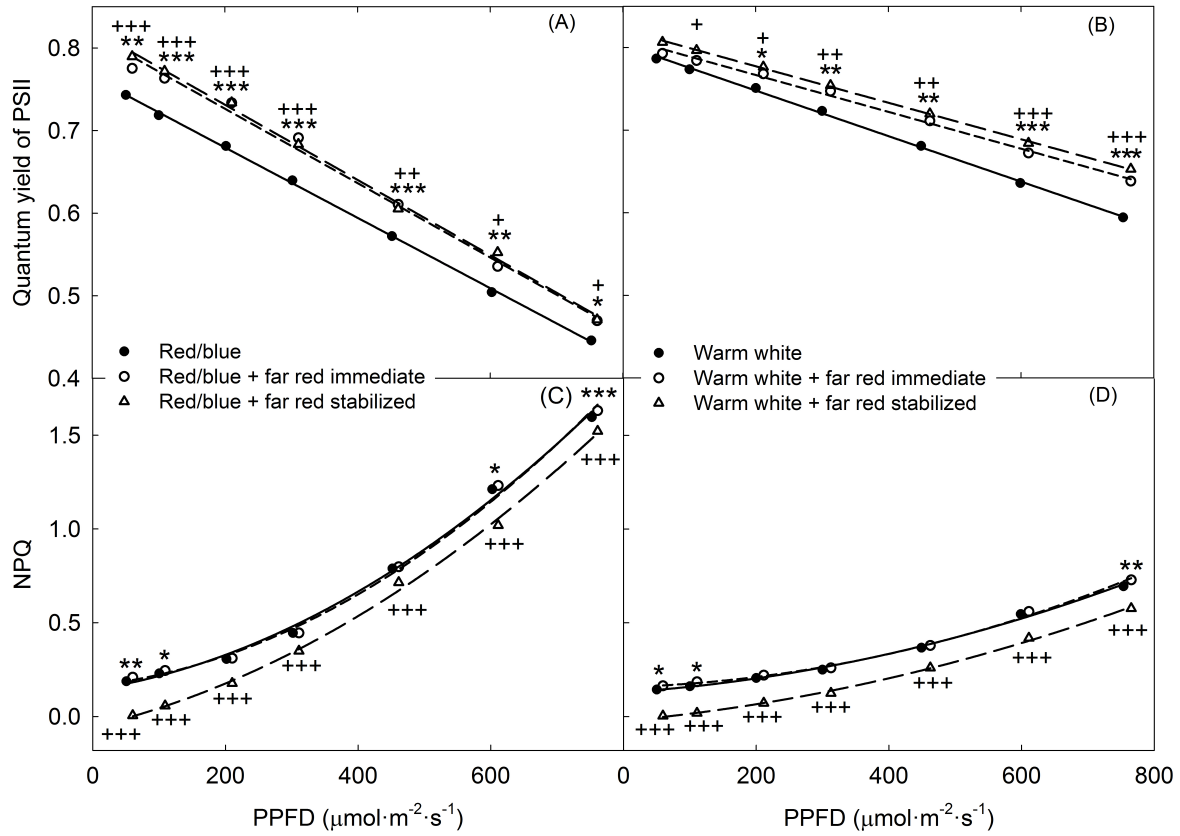 (A) (B)
+++ +++ +++ +++ ++ + +
** *** *** *** *** ** *
+ + ++ ++ +++ +++
* ** ** *** ***
Quantum yield of PSII
0.8
0.7
0.6
0.5
0.4
Red/blue
Red/blue + far red immediate
Red/blue + far red stabilized
Warm white
Warm white + far red immediate
Warm white + far red stabilized
(C) (D)
** * * ***
+++ +++ +++ +++ +++ +++ +++
* * **
+++ +++ +++ +++ +++ +++ +++
NPQ
1.5
1.0
0.5
0.0
0 200 400 600 0 200 400 600 800
PPFD (μmol·m⁻²·s⁻¹) PPFD (μmol·m⁻²·s⁻¹)